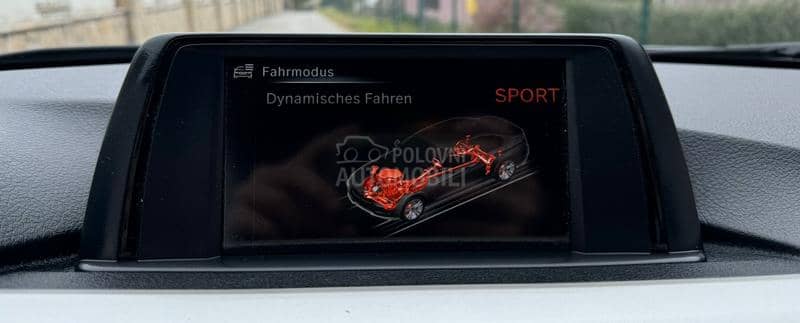 Fahrmodus
Dynamisches Fahren SPORT
POLOVNI
AUTOMOBILI